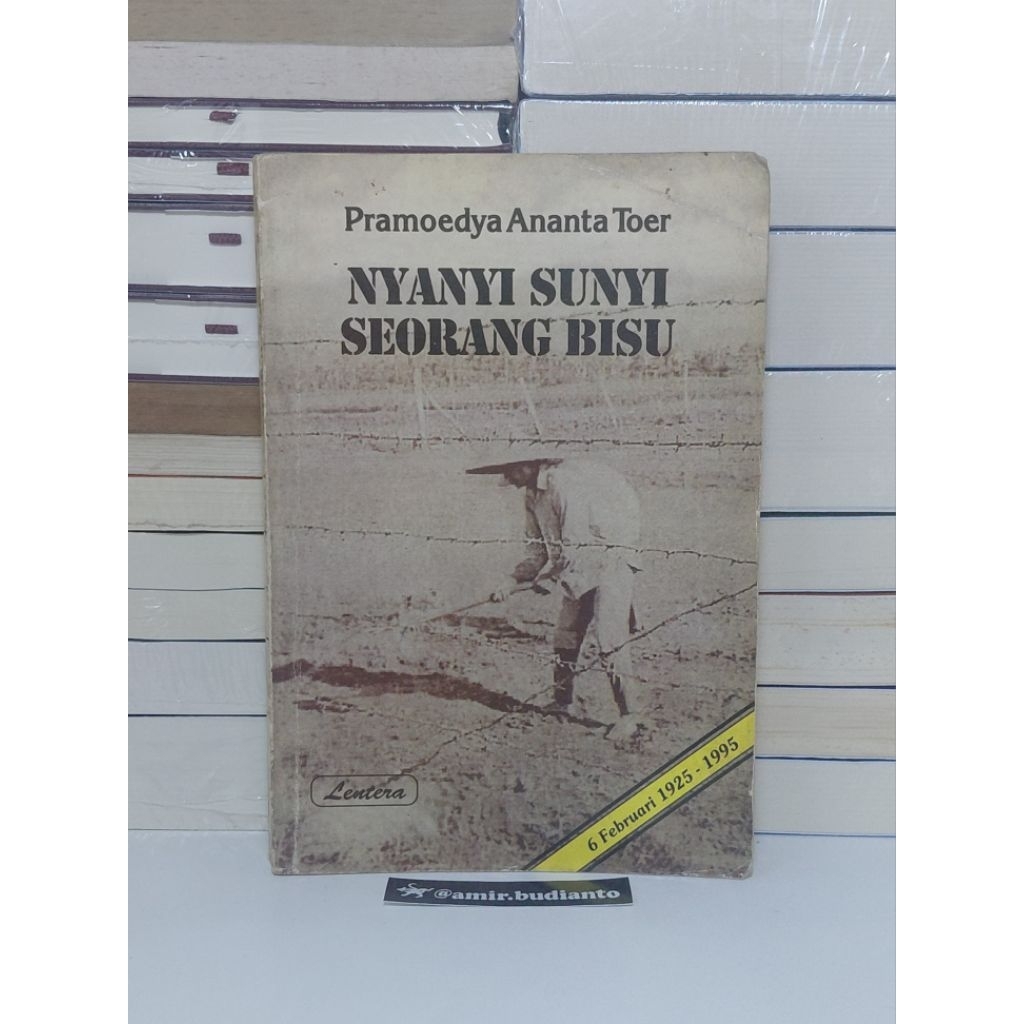 Pramoedya Ananta Toer
NYANYI SUNYI
SEORANG BISU
Lentera
6 Februari 1925 - 1995
@amir.budianto